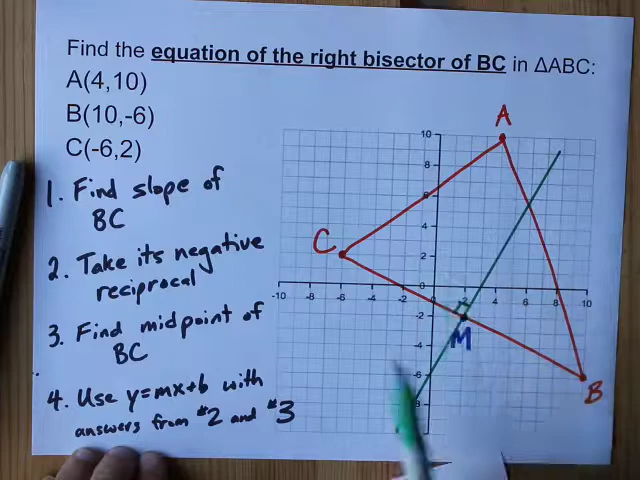 Find the equation of the right bisector of BC in ΔABC:
A(4,10)
B(10,-6)
C(-6,2)
1. Find slope of
BC
2. Take its negative
reciprocal
3. Find midpoint of
BC
4. Use y=mx+b with
answers from #2 and #3
A
10
8
6
4
2
0
-10 -8 -6 -4 -2 0 2 4 6 8 10
-2
-4
-6
-8
C
M
B